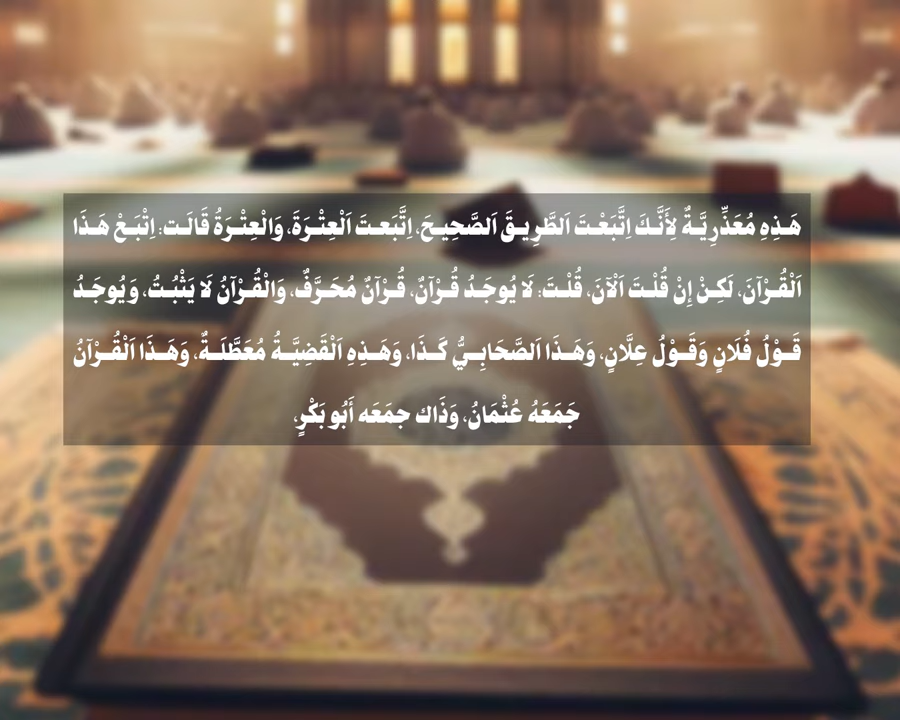 هَـذِهِ مُعَذِّرِيَّـةٌ لِأَنَّـكَ اِتَّبَعْـتَ اَلطَّرِيـقَ اَلصَّحِيـحَ، اِتَّبَعـتَ اَلْعِتْـرَةَ، وَالْعِتْـرَةُ قَالَـت: اِتْبَـعْ هَـذَا
اَلْقُـرْآنَ، لَكِـنْ إِنْ قُلْـتَ اَلْآنَ، قُلْـتَ: لَا يُوجَـدُ قُـرْآنٌ، قُـرْآنٌ مُحَـرَّفٌ، وَالْقُـرْآنُ لَا يَثْبُـتُ، وَيُوجَـدُ
قَـوْلُ فُلَانٍ وَقَـوْلُ عِلَّانٍ، وَهَـذَا اَلصَّحَابِـيُّ كَـذَا، وَهَـذِهِ اَلْقَضِيَّـةُ مُعَطَّلَـةٌ، وَهَـذَا اَلْقُـرْآنُ
جَمَعَهُ عُثْمَانُ، وَذَاك جمَعَه أَبُو بَكْرٍ،